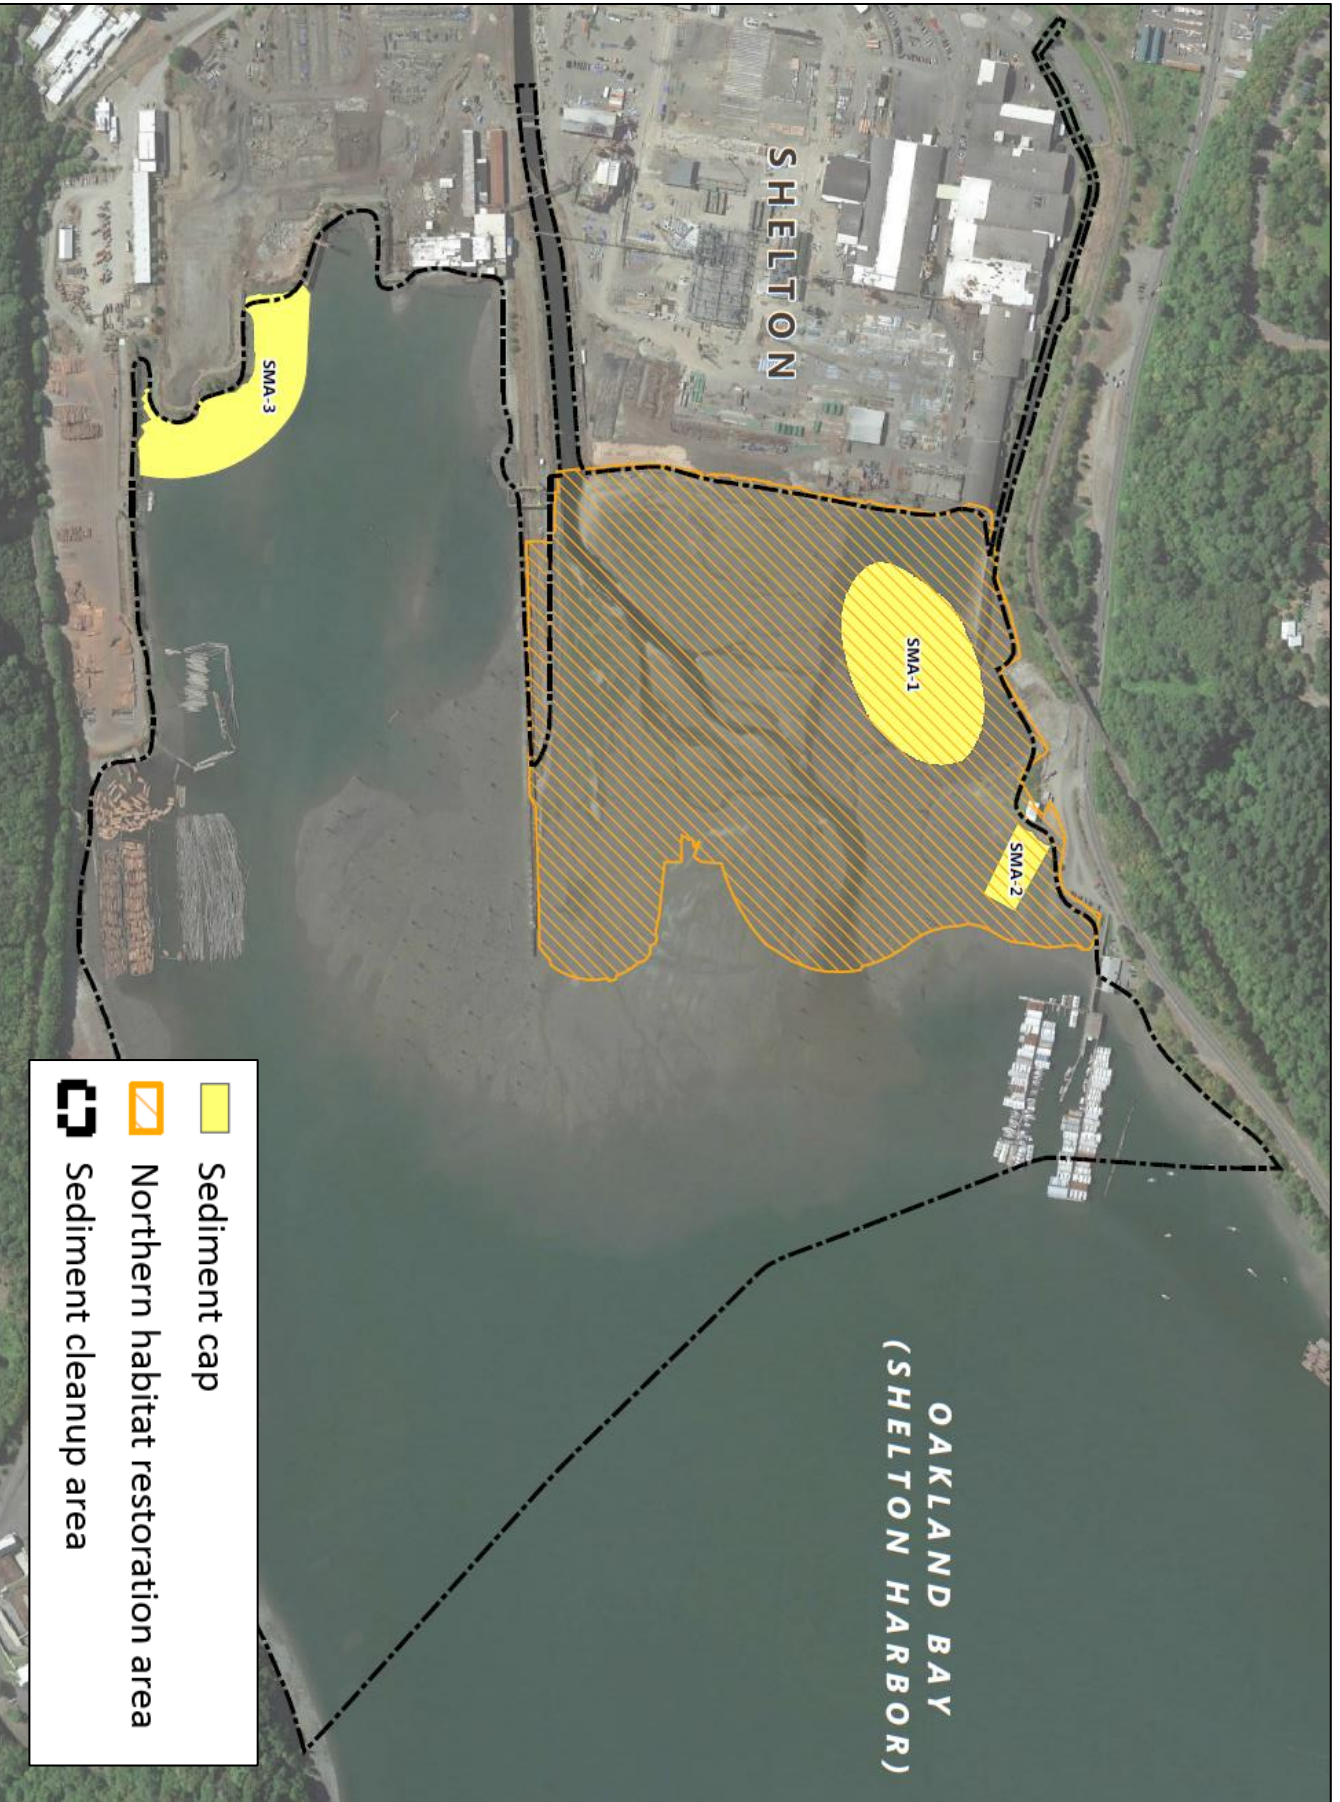 SHELTON
SMA-1
SMA-2
SMA-3
OAKLAND BAY
(SHELTON HARBOR)
Sediment cap
Northern habitat restoration area
Sediment cleanup area